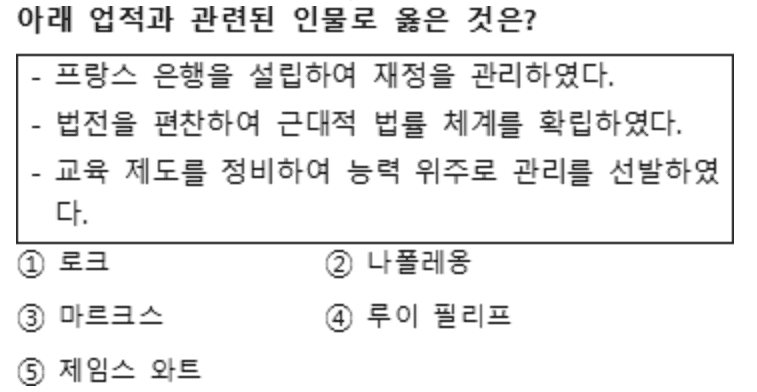 아래 업적과 관련된 인물로 옳은 것은?
- 프랑스 은행을 설립하여 재정을 관리하였다.
- 법전을 편찬하여 근대적 법률 체계를 확립하였다.
- 교육 제도를 정비하여 능력 위주로 관리를 선발하였
다.
① 로크 ② 나폴레옹
③ 마르크스 ④ 루이 필리프
⑤ 제임스 와트